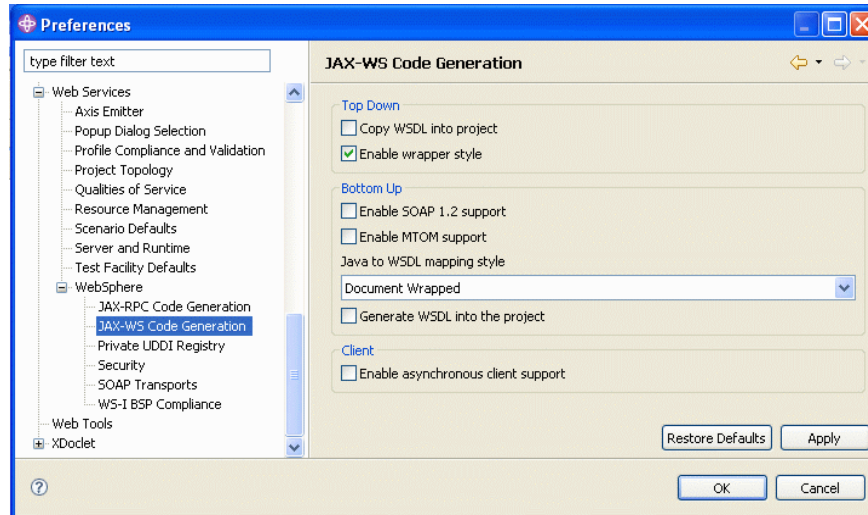 Preferences
type filter text
Web Services
Axis Emitter
Popup Dialog Selection
Profile Compliance and Validation
Project Topology
Qualities of Service
Resource Management
Scenario Defaults
Server and Runtime
Test Facility Defaults
WebSphere
JAX-RPC Code Generation
JAX-WS Code Generation
Private UDDI Registry
Security
SOAP Transports
WS-I BSP Compliance
Web Tools
XDoclet
JAX-WS Code Generation
Top Down
Copy WSDL into project
Enable wrapper style
Bottom Up
Enable SOAP 1.2 support
Enable MTOM support
Java to WSDL mapping style
Document Wrapped
Generate WSDL into the project
Client
Enable asynchronous client support
Restore Defaults
Apply
OK
Cancel